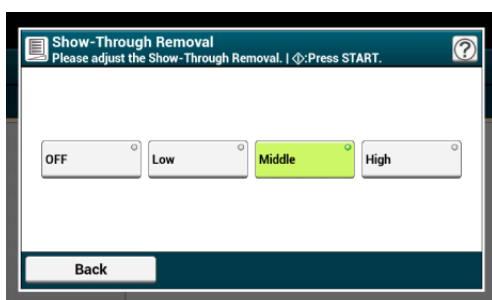 Show-Through Removal
Please adjust the Show-Through Removal. | :Press START.
?
OFF
Low
Middle
High
Back